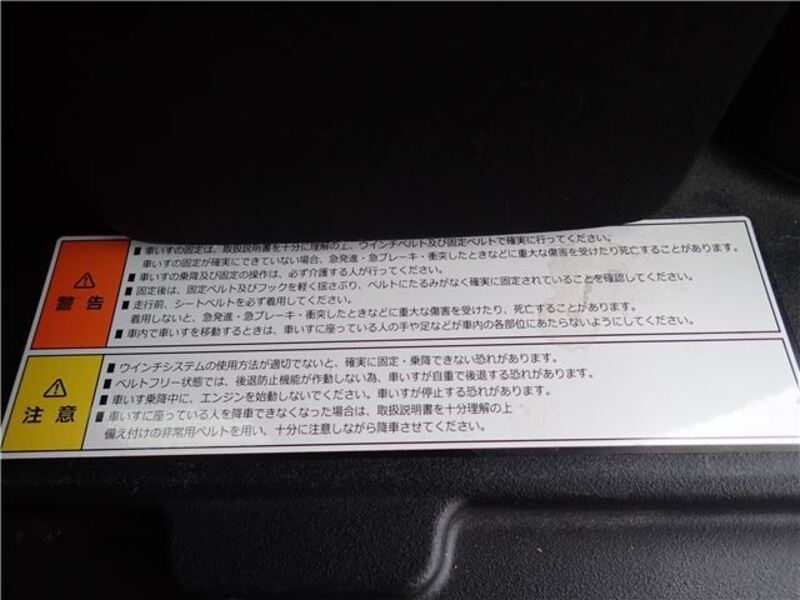 警告
■ 車いすの固定は、取扱説明書を十分に理解の上、ウインチベルト及び固定ベルトで確実に行ってください。
車いすの固定が確実にできていない場合、急発進・急ブレーキ・衝突したときなどに重大な傷害を受けたり死亡することがあります。
■ 車いすの乗降及び固定の操作は、必ず介護する人が行ってください。
■ 固定後は、固定ベルト及びフックを軽く揺さぶり、ベルトにたるみがなく確実に固定されていることを確認してください。
■ 走行前、シートベルトを必ず着用してください。
着用しないと、急発進・急ブレーキ・衝突したときなどに重大な傷害を受けたり、死亡することがあります。
■ 車内で車いすを移動するときは、車いすに座っている人の手や足などが車内の各部位にあたらないようにしてください。
注意
■ ウインチシステムの使用方法が適切でないと、確実に固定・乗降できない恐れがあります。
■ ベルトフリー状態では、後退防止機能が作動しない為、車いすが自重で後退する恐れがあります。
■ 車いす乗降中に、エンジンを始動しないでください。車いすが停止する恐れがあります。
■ 車いすに座っている人を降車できなくなった場合は、取扱説明書を十分理解の上
備え付けの非常用ベルトを用い、十分に注意しながら降車させてください。